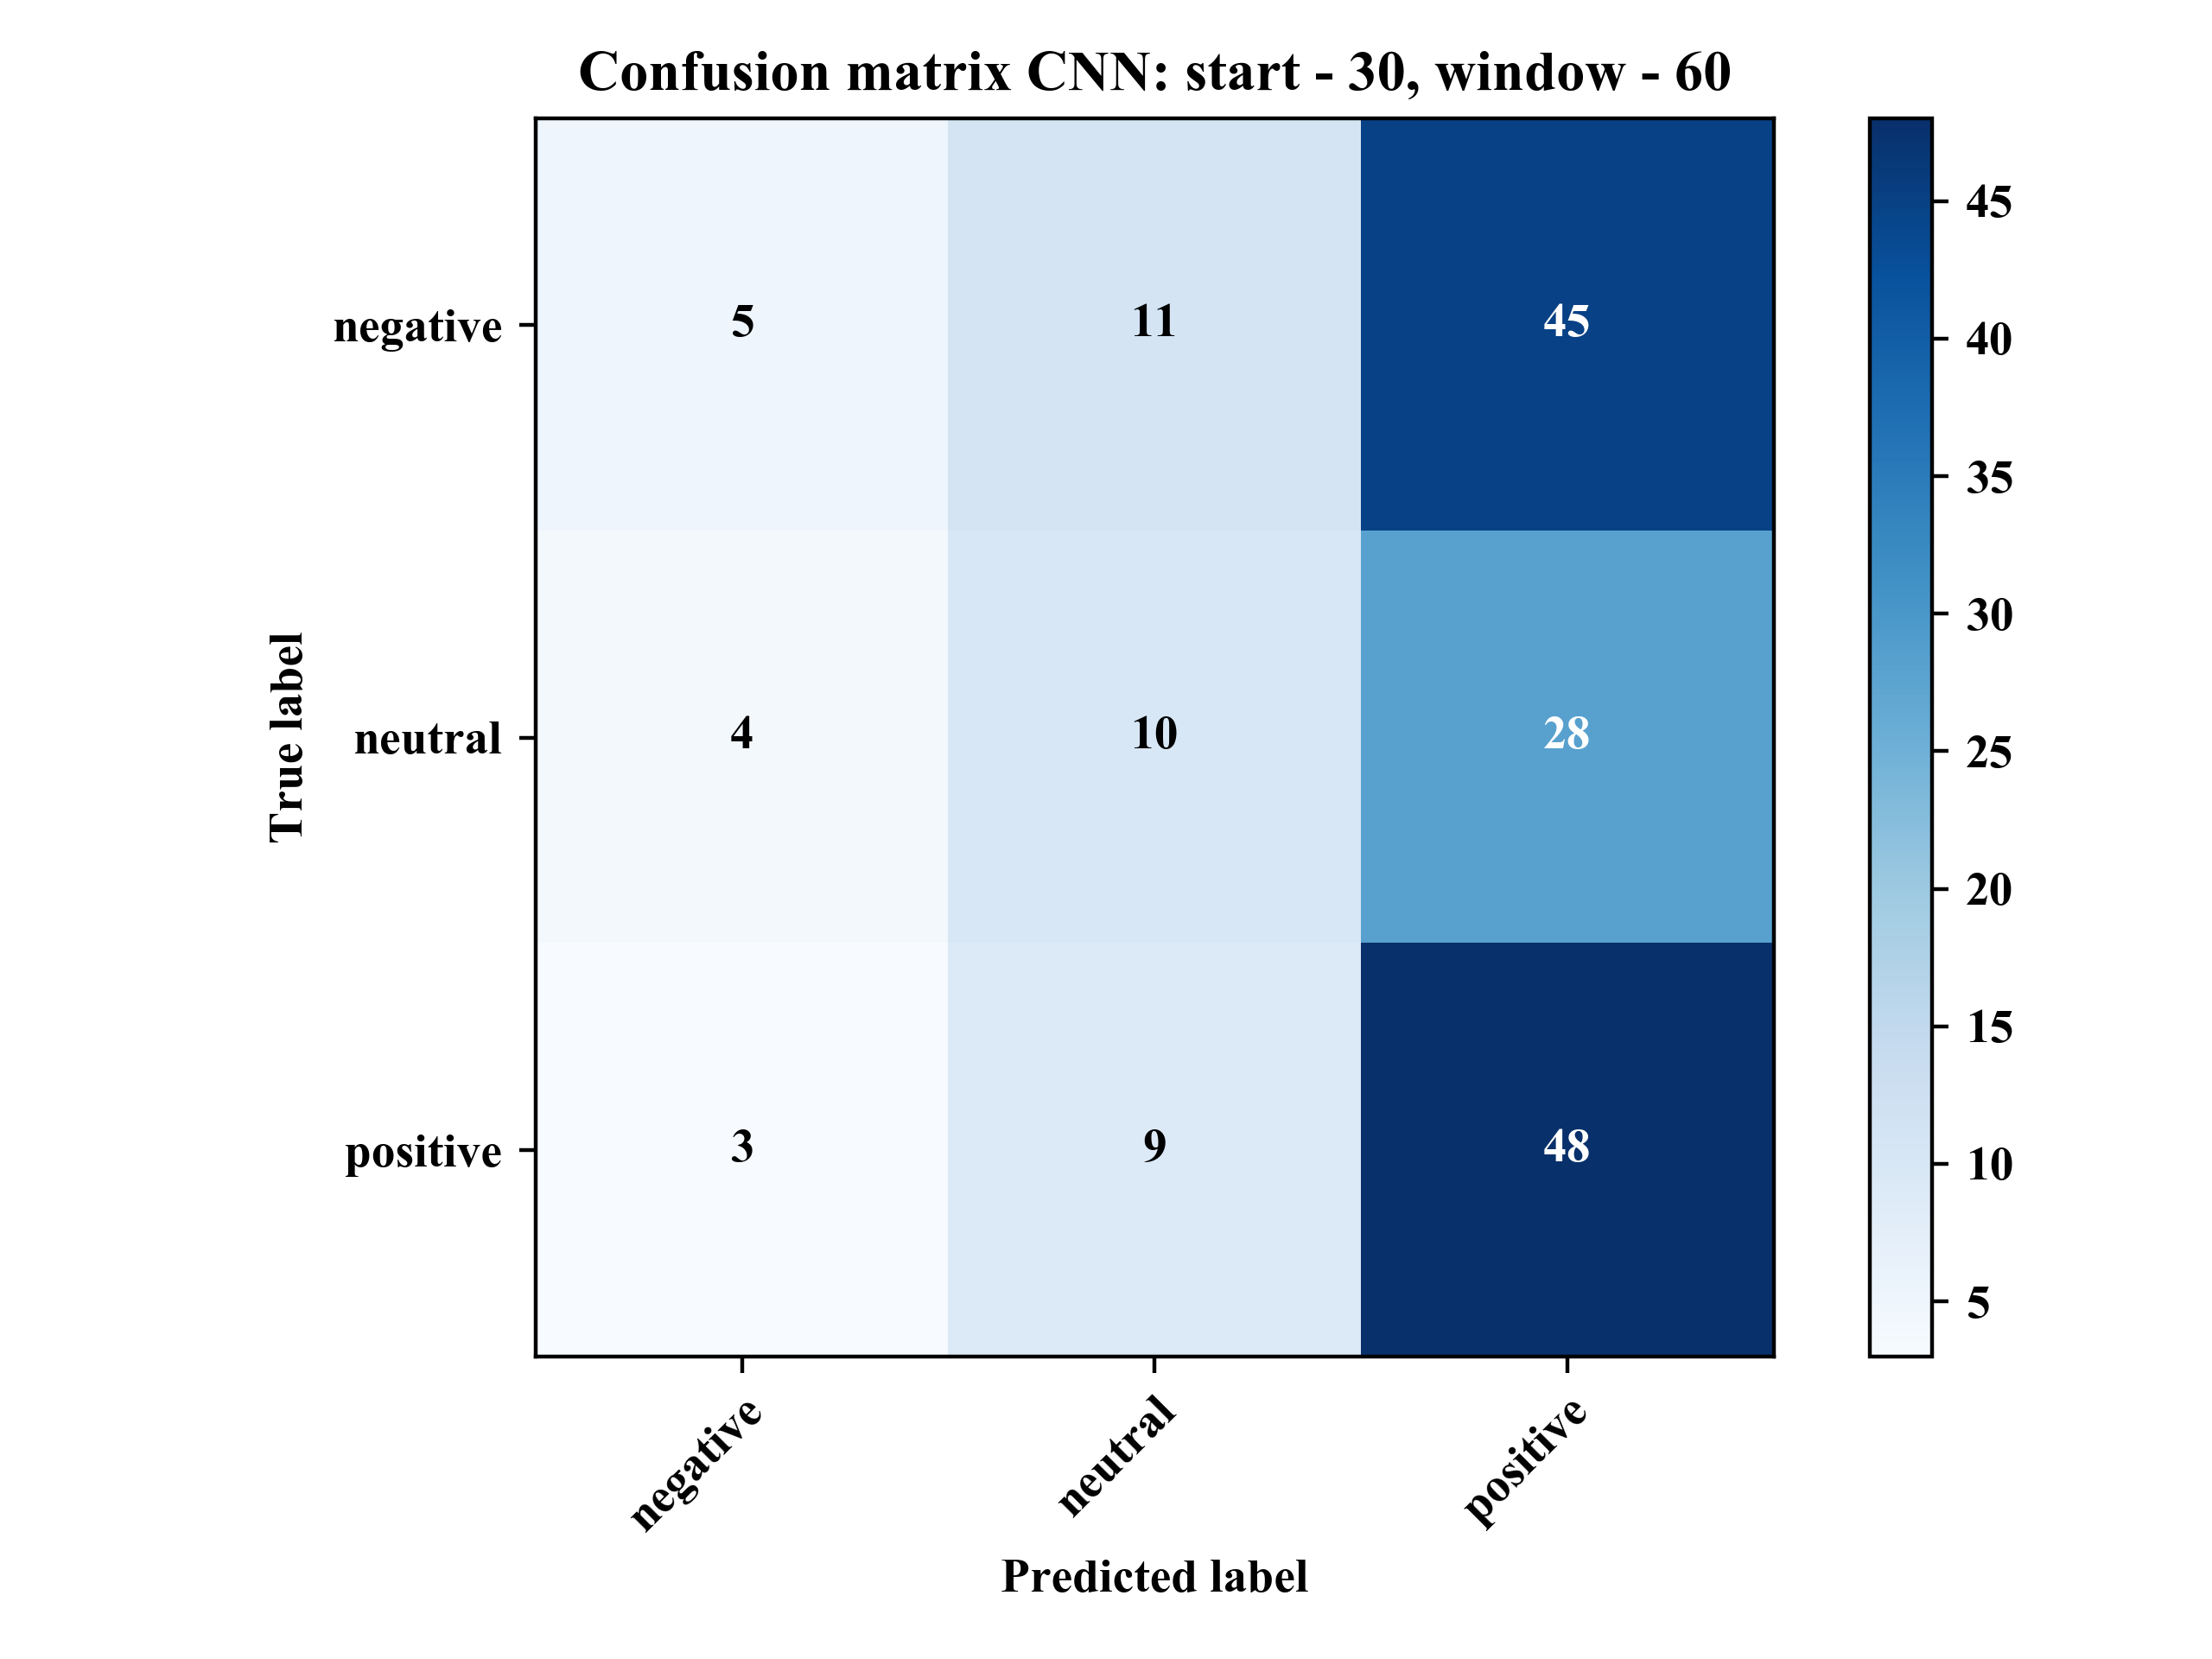 Confusion matrix CNN: start - 30, window - 60
True label
negative
5
11
45
neutral
4
10
28
positive
3
9
48
negative
neutral
positive
Predicted label
45
40
35
30
25
20
15
10
5